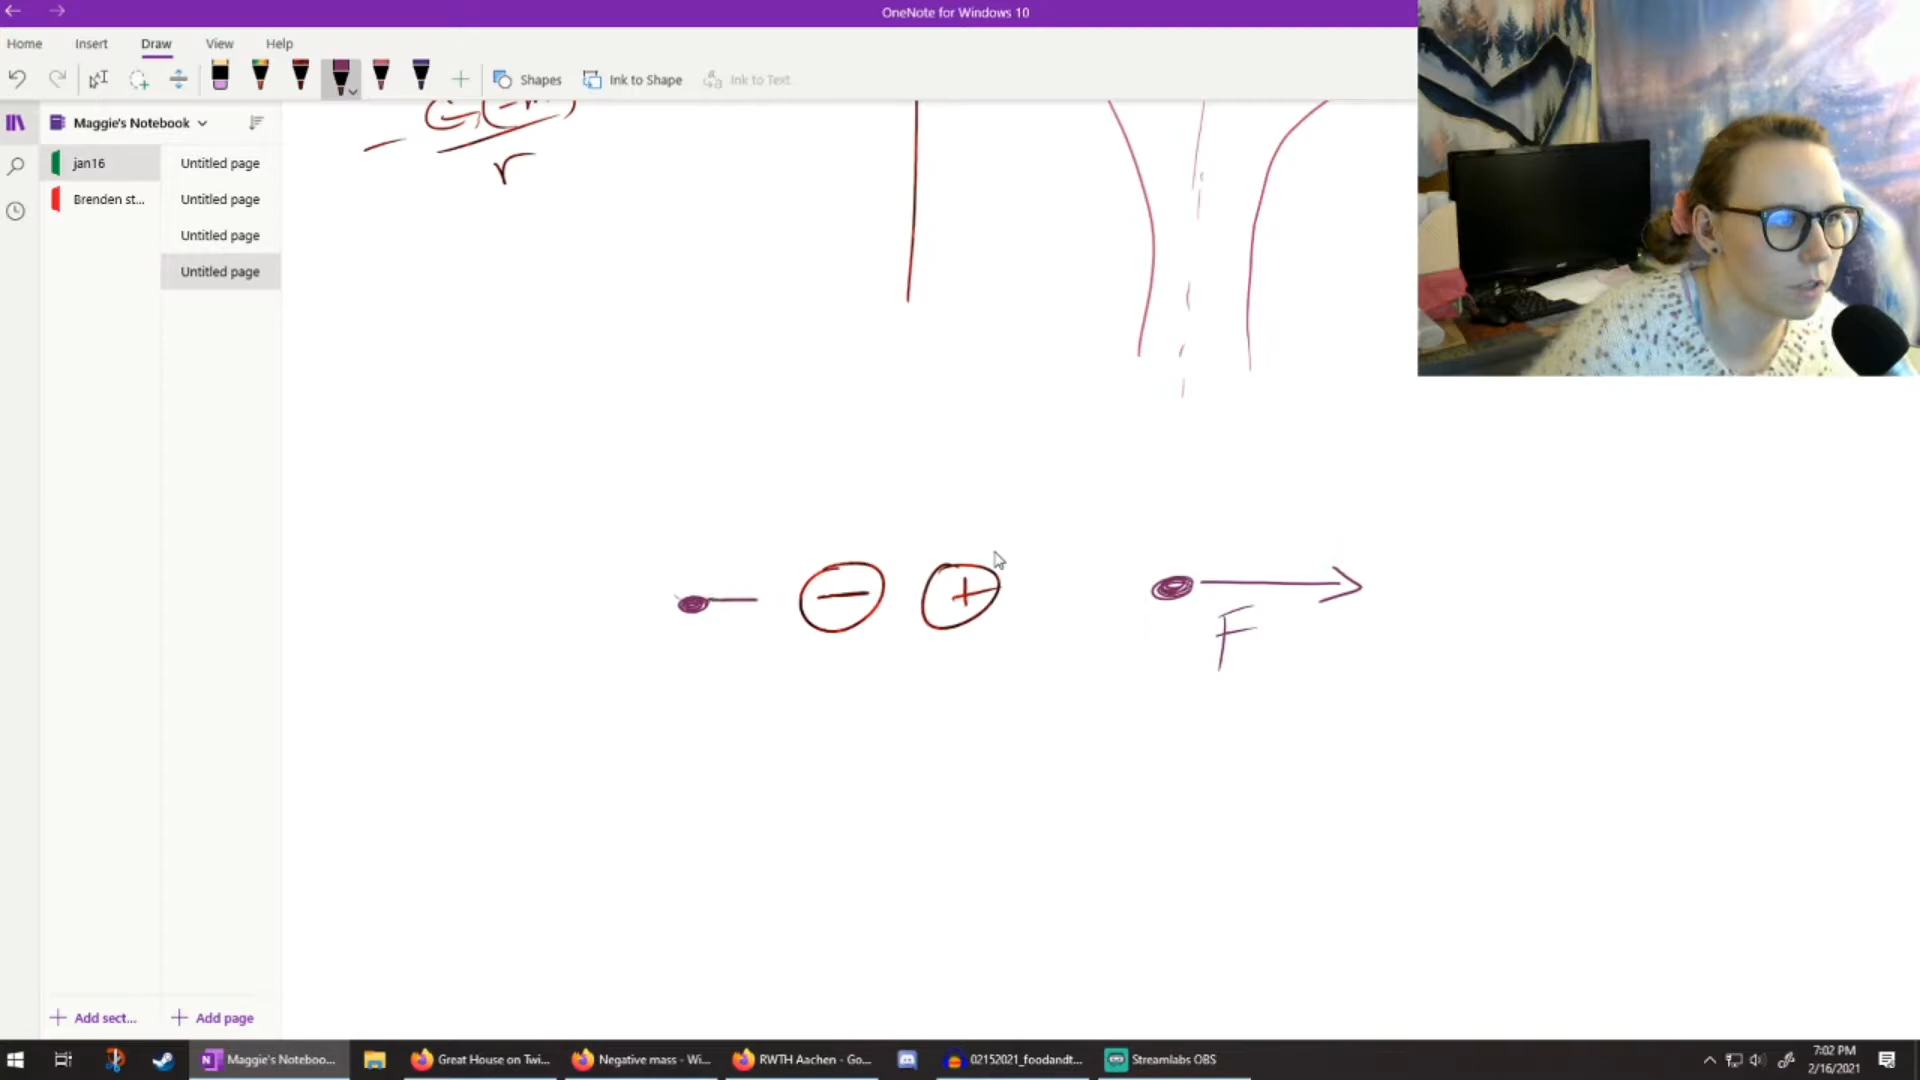 OneNote for Windows 10
Home Insert Draw View Help
Shapes Ink to Shape Ink to Text
Maggie's Notebook
jan16 Untitled page
Brenden st... Untitled page
Untitled page
Untitled page
r
− +
F
+ Add sect... + Add page
Maggie's Noteboo... Great House on Twi... Negative mass - Wi... RWTH Aachen - Go... 02152021_foodandt... Streamlabs OBS
7:02 PM
2/16/2021